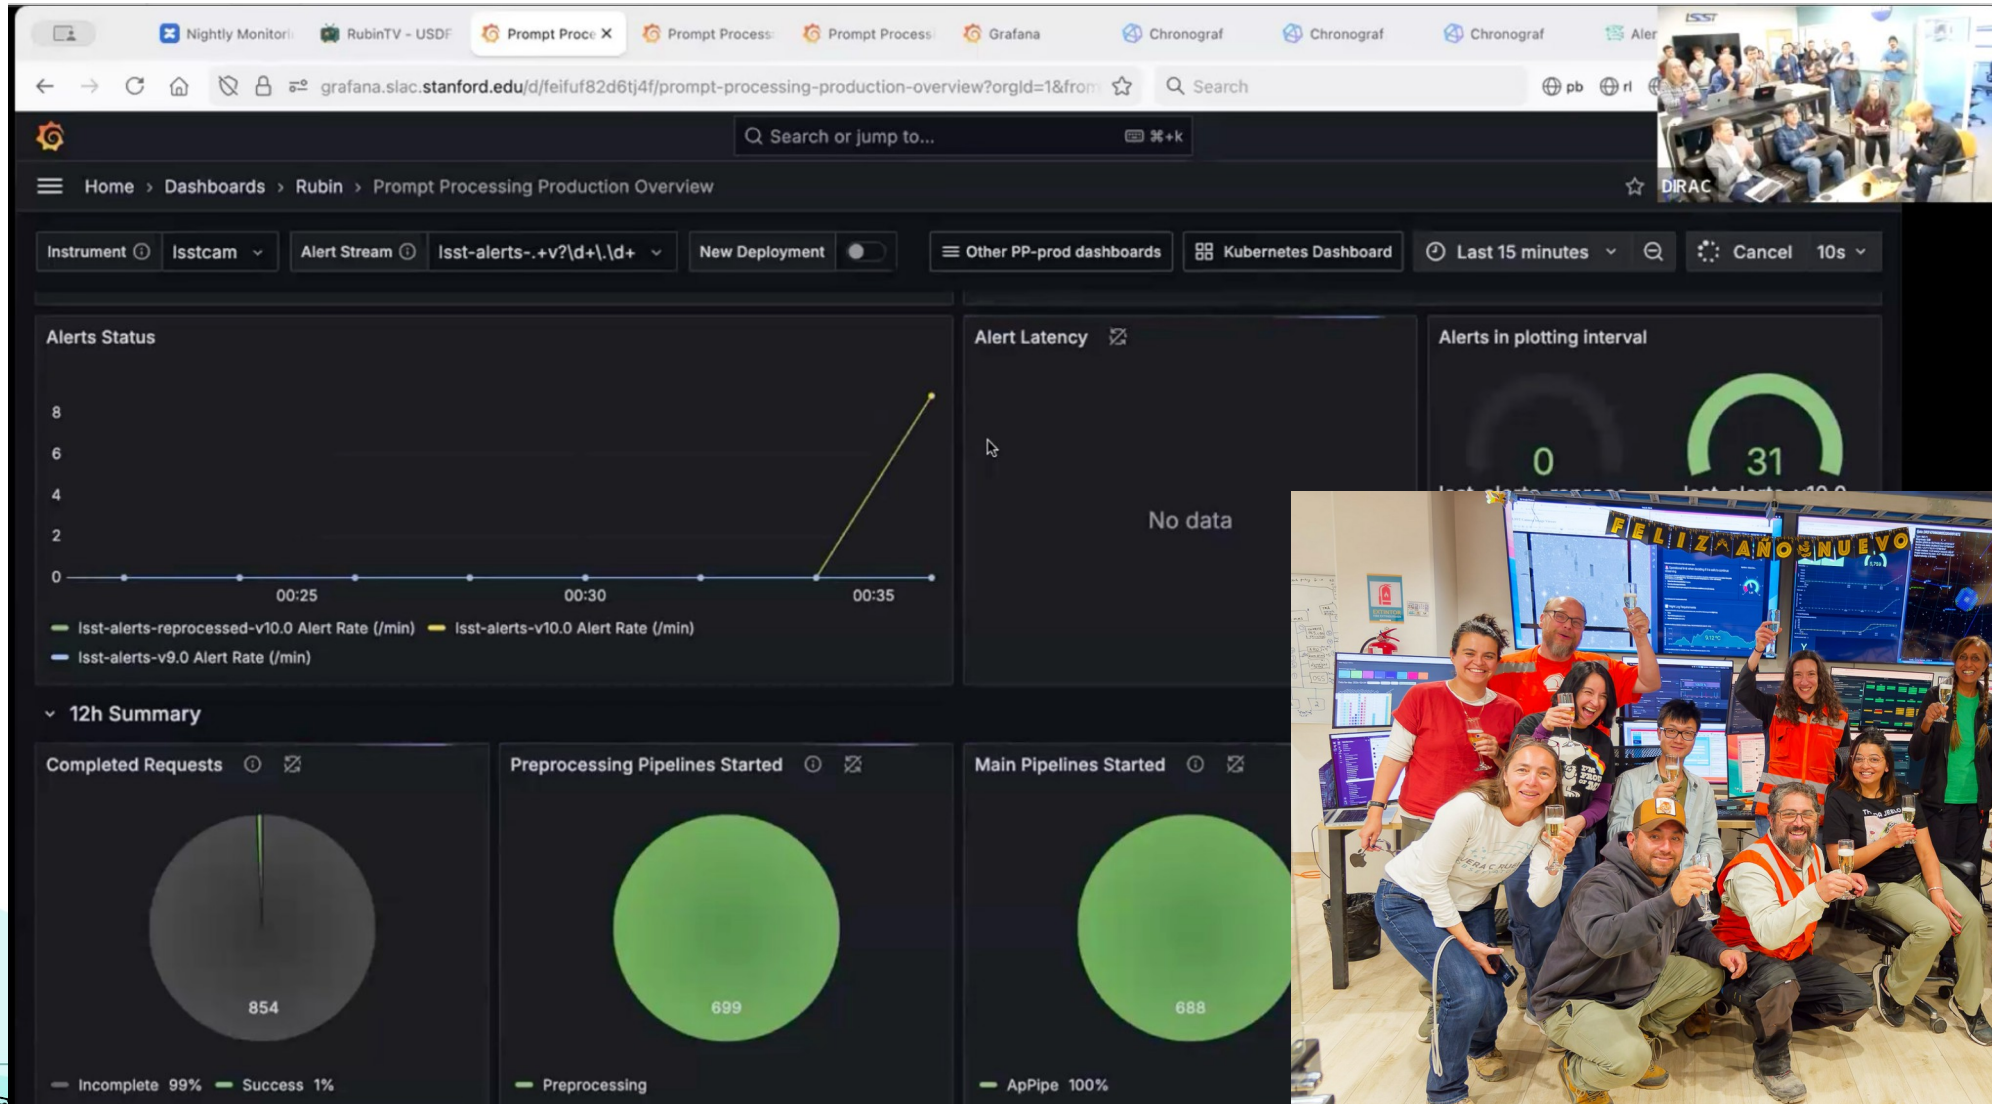 Nightly Monitori
RubinTV - USDF
Prompt Proce
Prompt Process
Prompt Process
Grafana
Chronograf
Chronograf
Chronograf
Aler
grafana.slac.stanford.edu/d/feifuf82d6tj4f/prompt-processing-production-overview?orgId=1&from
Search
pb
rl
LSST
DIRAC
Search or jump to...
⌘+k
Home › Dashboards › Rubin › Prompt Processing Production Overview
Instrument
lsstcam
Alert Stream
lsst-alerts-.+v?\d+\.\d+
New Deployment
Other PP-prod dashboards
Kubernetes Dashboard
Last 15 minutes
Cancel
10s
Alerts Status
Alert Latency
Alerts in plotting interval
8
6
4
2
0
00:25
00:30
00:35
lsst-alerts-reprocessed-v10.0 Alert Rate (/min)
lsst-alerts-v10.0 Alert Rate (/min)
lsst-alerts-v9.0 Alert Rate (/min)
No data
0
31
FELIZ AÑO NUEVO
EXTINTOR
12h Summary
Completed Requests
Preprocessing Pipelines Started
Main Pipelines Started
854
699
688
Incomplete 99%
Success 1%
Preprocessing
ApPipe 100%